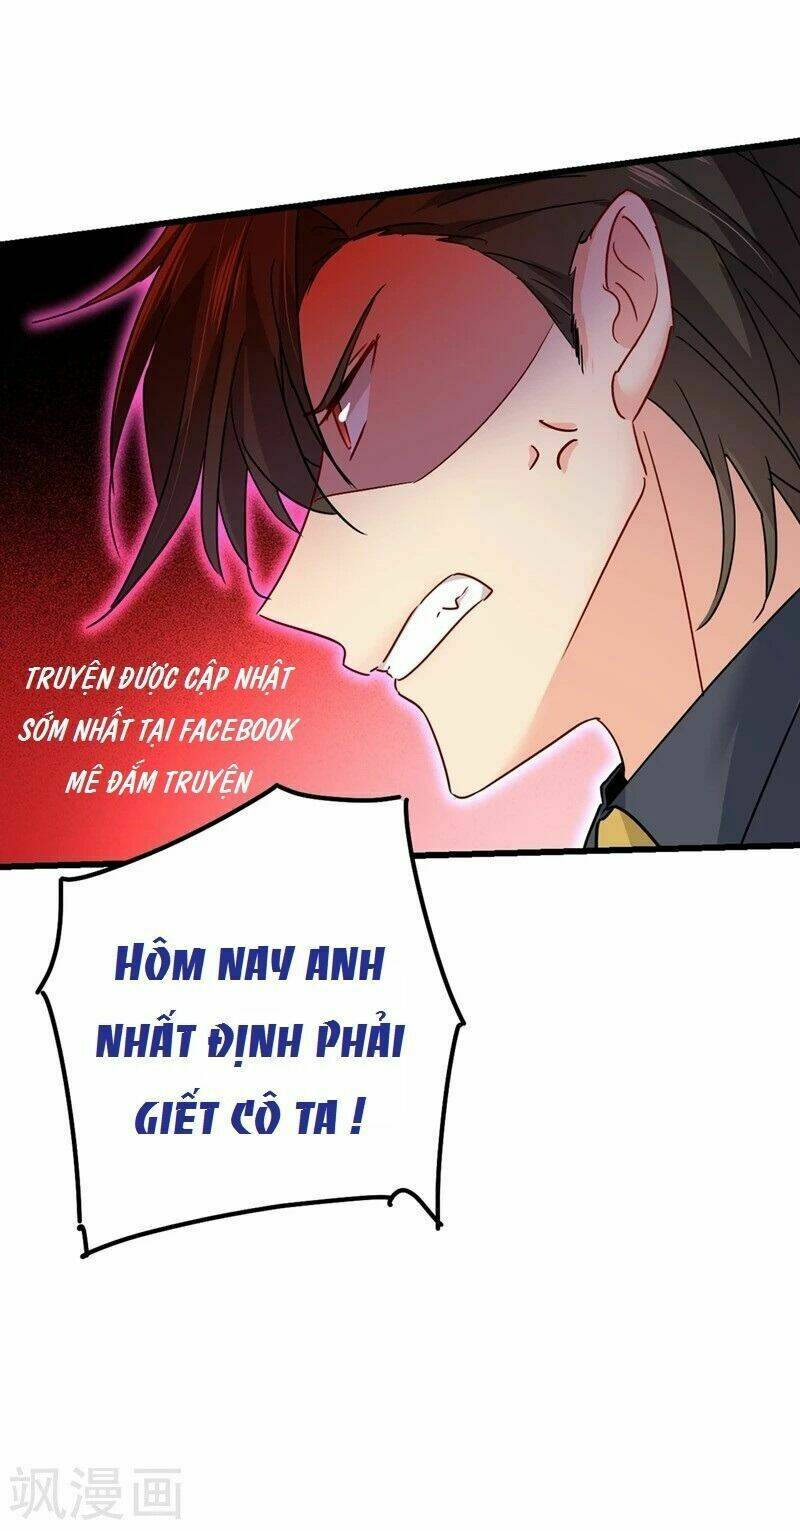 TRUYỆN ĐƯỢC CẬP NHẬT
SỚM NHẤT TẠI FACEBOOK
MÊ ĐẮM TRUYỆN
HÔM NAY ANH
NHẤT ĐỊNH PHẢI
GIẾT CÔ TA !
飒漫画